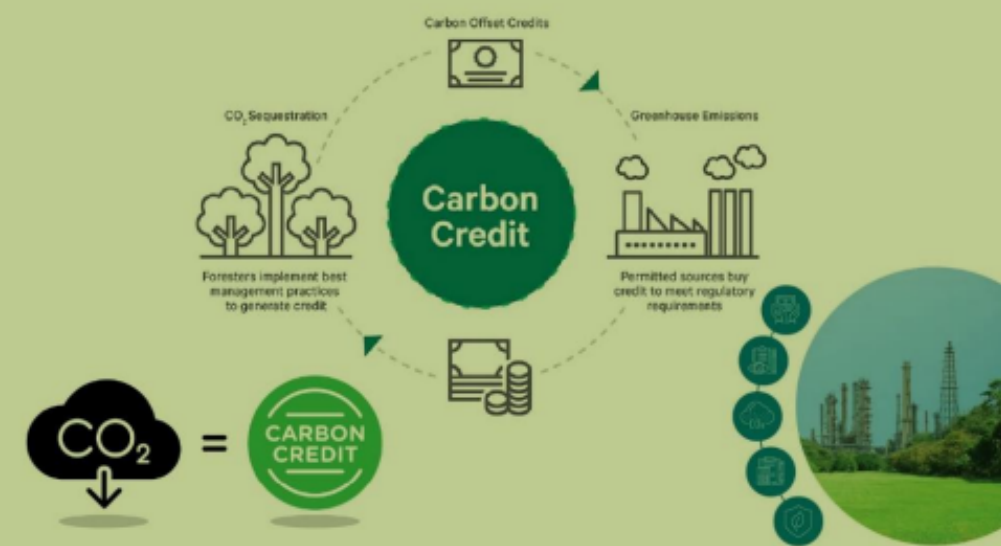 Carbon Offset Credits
CO₂ Sequestration
Greenhouse Emissions
Carbon
Credit
Foresters implement best
management practices
to generate credit
Permitted sources buy
credit to meet regulatory
requirements
CO₂
=
CARBON
CREDIT
CO₂